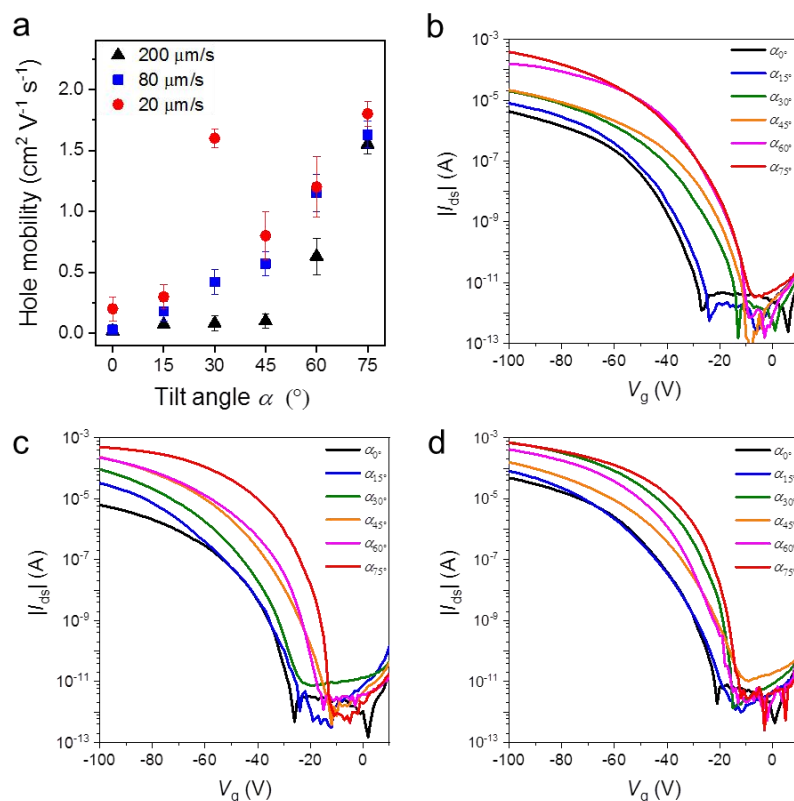 a
200 μm/s
80 μm/s
20 μm/s
Hole mobility (cm² V⁻¹ s⁻¹)
2.0
1.5
1.0
0.5
0.0
0 15 30 45 60 75
Tilt angle α (°)
b
α0°
α15°
α30°
α45°
α60°
α75°
|Ids| (A)
10⁻³
10⁻⁵
10⁻⁷
10⁻⁹
10⁻¹¹
10⁻¹³
-100 -80 -60 -40 -20 0
Vg (V)
c
α0°
α15°
α30°
α45°
α60°
α75°
|Ids| (A)
10⁻³
10⁻⁵
10⁻⁷
10⁻⁹
10⁻¹¹
10⁻¹³
-100 -80 -60 -40 -20 0
Vg (V)
d
α0°
α15°
α30°
α45°
α60°
α75°
|Ids| (A)
10⁻³
10⁻⁵
10⁻⁷
10⁻⁹
10⁻¹¹
10⁻¹³
-100 -80 -60 -40 -20 0
Vg (V)